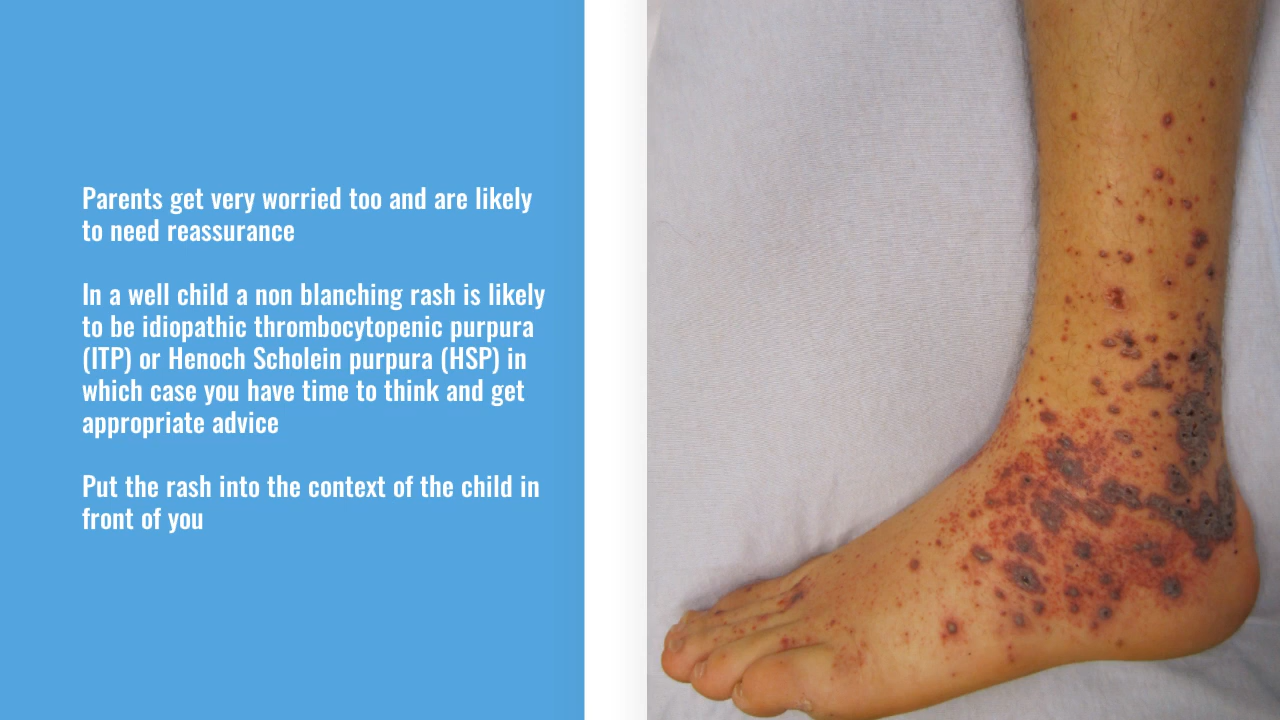 Parents get very worried too and are likely
to need reassurance
In a well child a non blanching rash is likely
to be idiopathic thrombocytopenic purpura
(ITP) or Henoch Scholein purpura (HSP) in
which case you have time to think and get
appropriate advice
Put the rash into the context of the child in
front of you